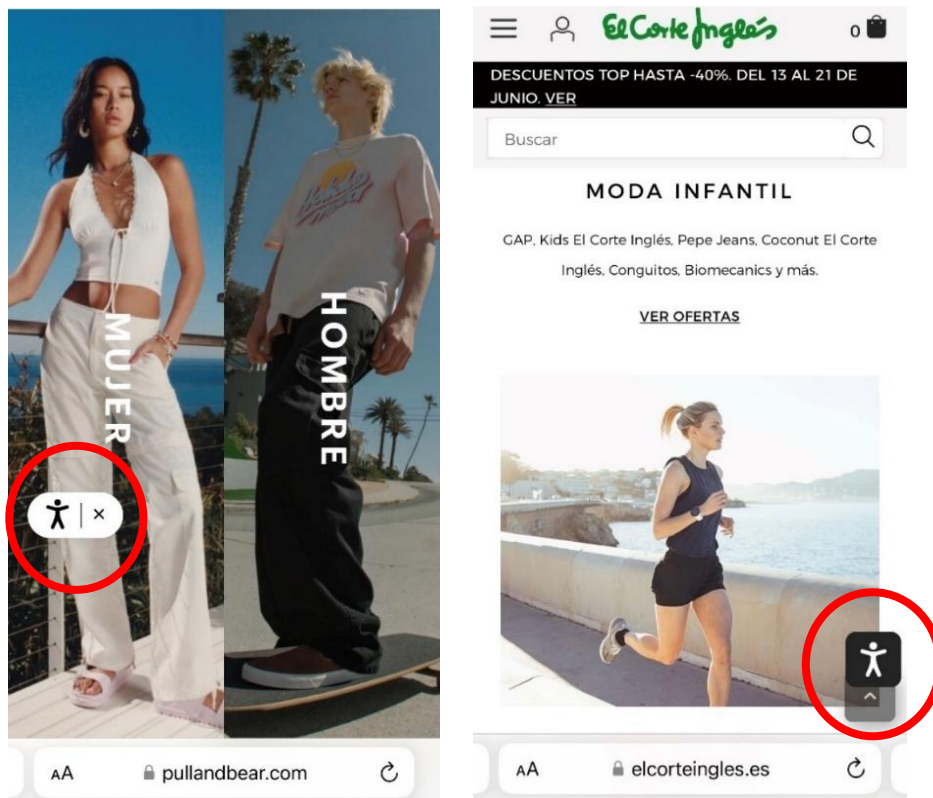 MUJER
HOMBRE
×
AA
pullandbear.com
El Corte Inglés
0
DESCUENTOS TOP HASTA -40%. DEL 13 AL 21 DE
JUNIO. VER
Buscar
MODA INFANTIL
GAP, Kids El Corte Inglés, Pepe Jeans, Coconut El Corte
Inglés, Conguitos, Biomecanics y más.
VER OFERTAS
AA
elcorteingles.es